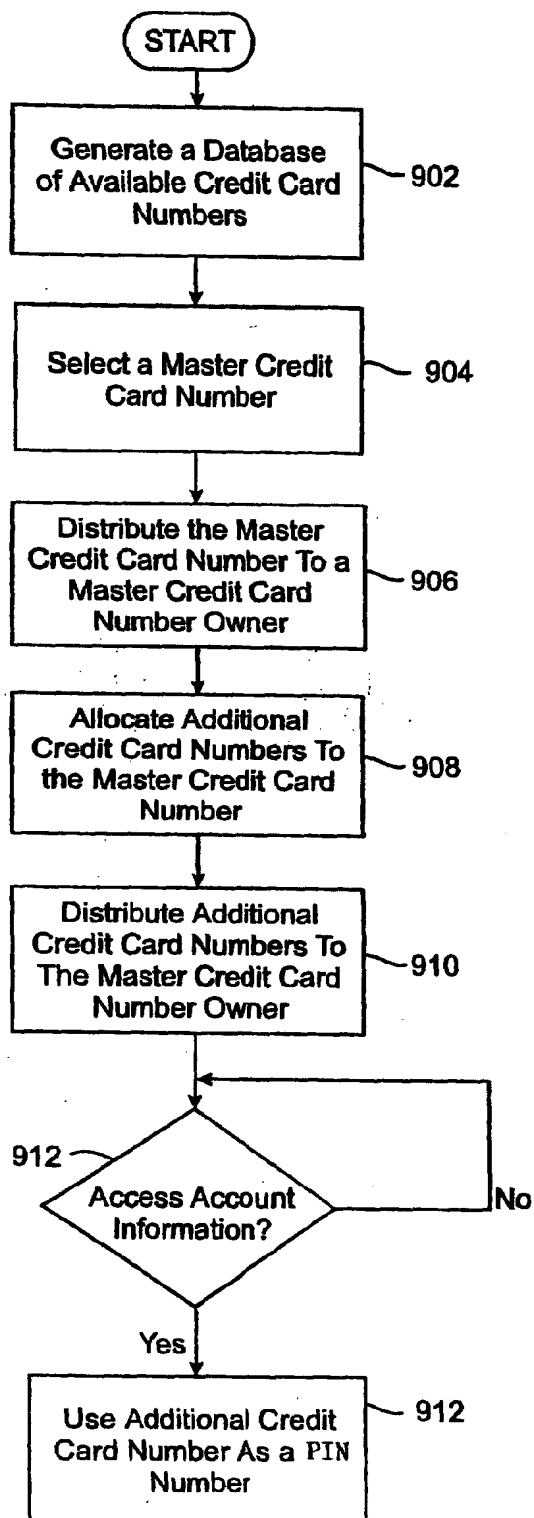 START
Generate a Database
of Available Credit Card
Numbers
902
Select a Master Credit
Card Number
904
Distribute the Master
Credit Card Number To a
Master Credit Card
Number Owner
906
Allocate Additional
Credit Card Numbers To
the Master Credit Card
Number
908
Distribute Additional
Credit Card Numbers To
The Master Credit Card
Number Owner
910
912
Access Account
Information?
No
Yes
Use Additional Credit
Card Number As a PIN
Number
912